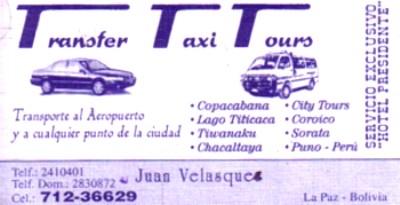 Transfer Taxi Tours
Transporte al Aeropuerto
y a cualquier punto de la ciudad
• Copacabana
• Lago Titicaca
• Tiwanaku
• Chacaltaya
• City Tours
• Coroico
• Sorata
• Puno - Perú
SERVICIO EXCLUSIVO
"HOTEL PRESIDENTE"
Telf.: 2410401
Telf. Dom.: 2830872
Cel.: 712-36629
Juan Velasquez
La Paz - Bolivia